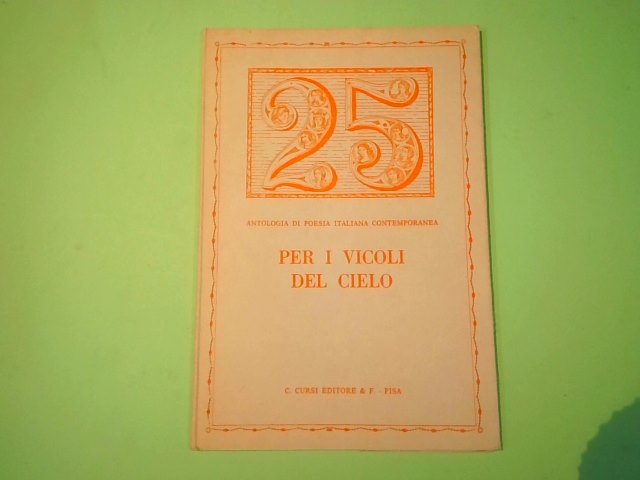 25
ANTOLOGIA DI POESIA ITALIANA CONTEMPORANEA
PER I VICOLI
DEL CIELO
C. CURSI EDITORE & F. - PISA